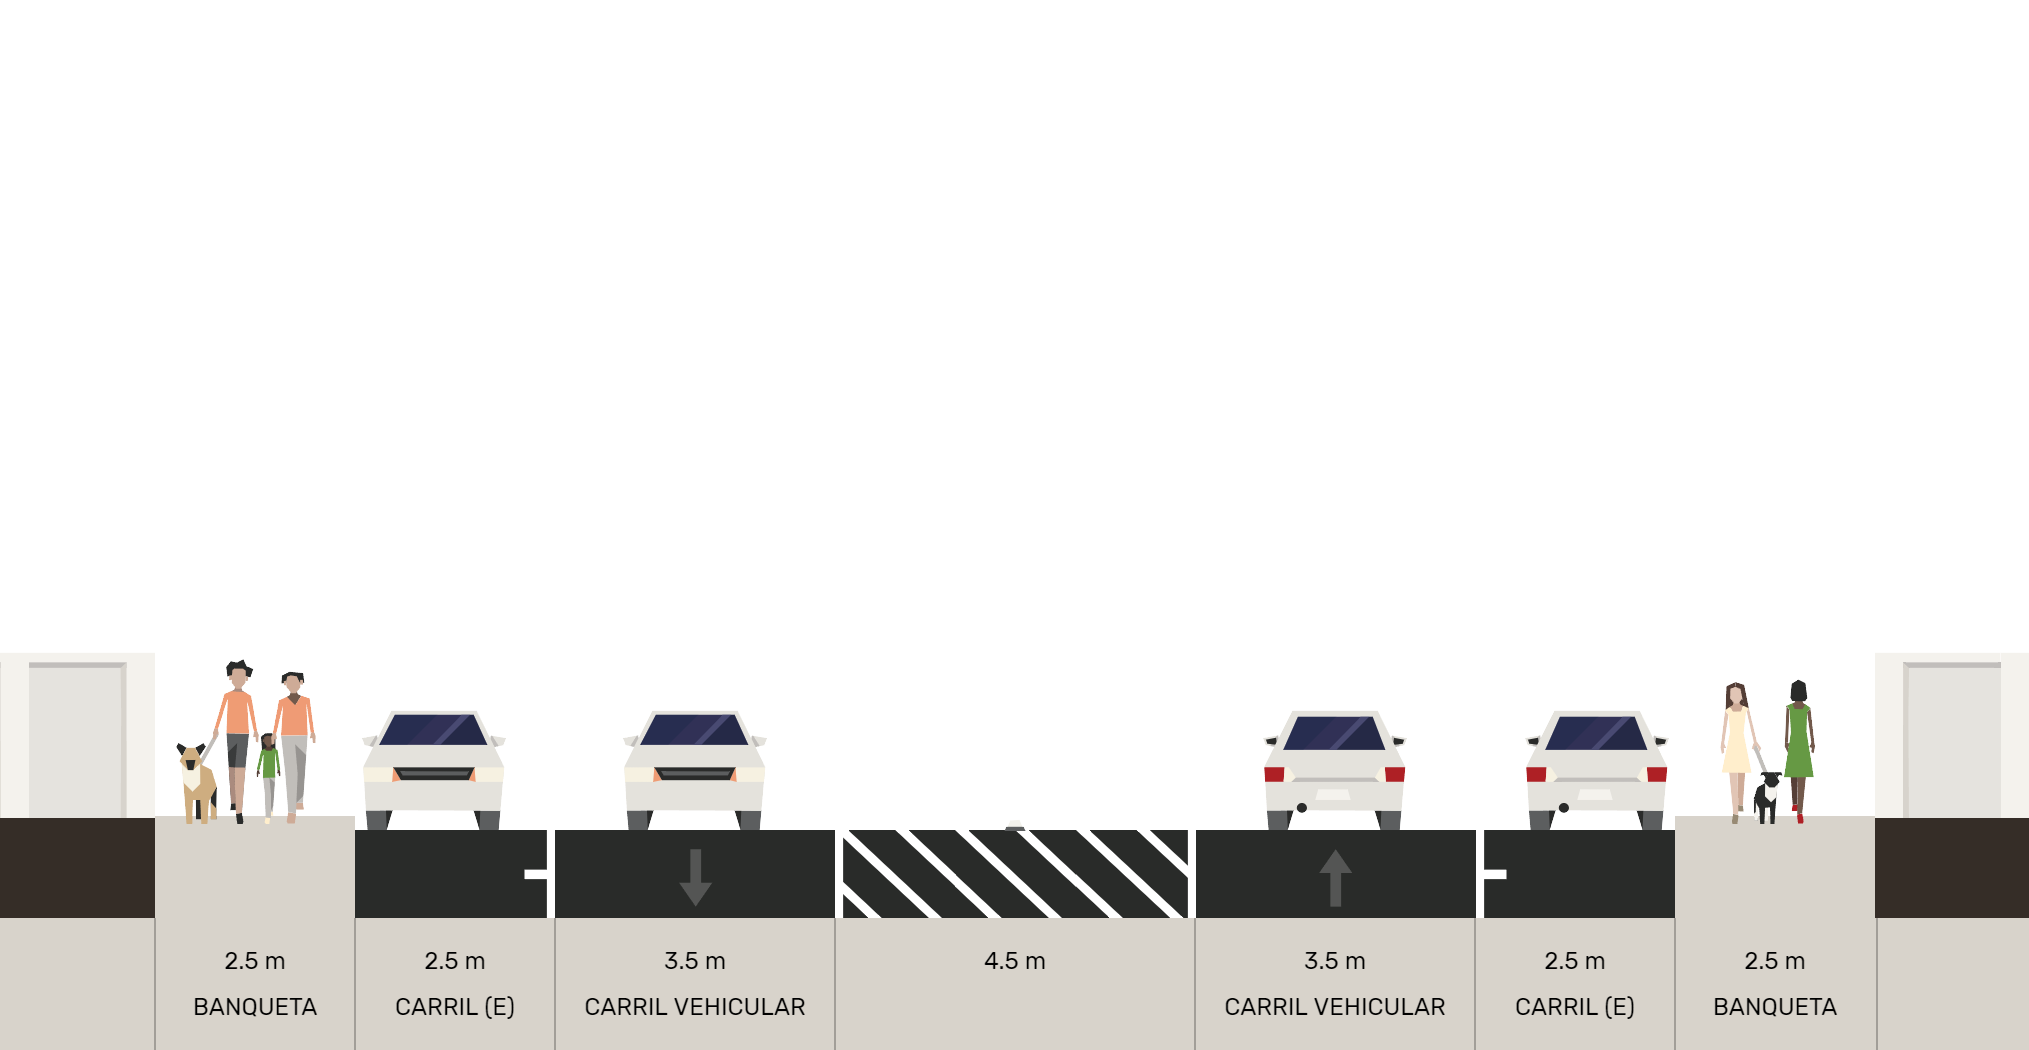 2.5 m
BANQUETA
2.5 m
CARRIL (E)
3.5 m
CARRIL VEHICULAR
4.5 m
3.5 m
CARRIL VEHICULAR
2.5 m
CARRIL (E)
2.5 m
BANQUETA